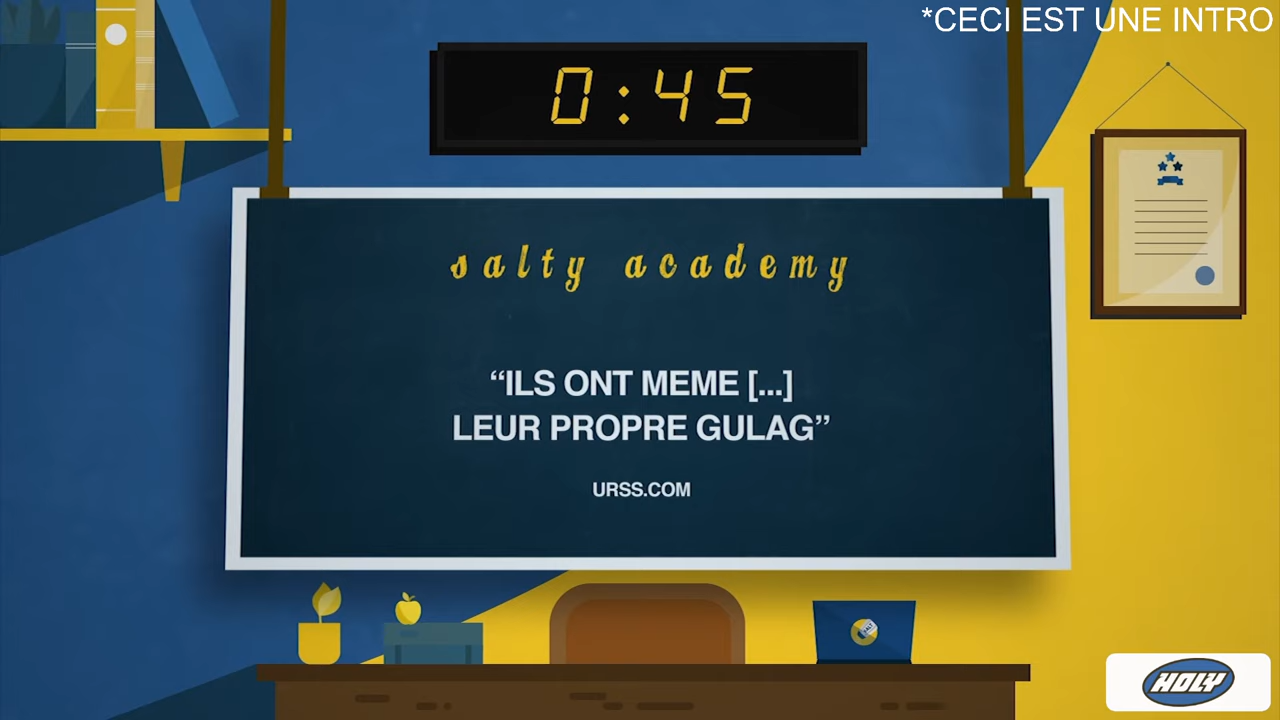 *CECI EST UNE INTRO
0:45
salty academy
“ILS ONT MEME [...]
LEUR PROPRE GULAG”
URSS.COM
HOLY